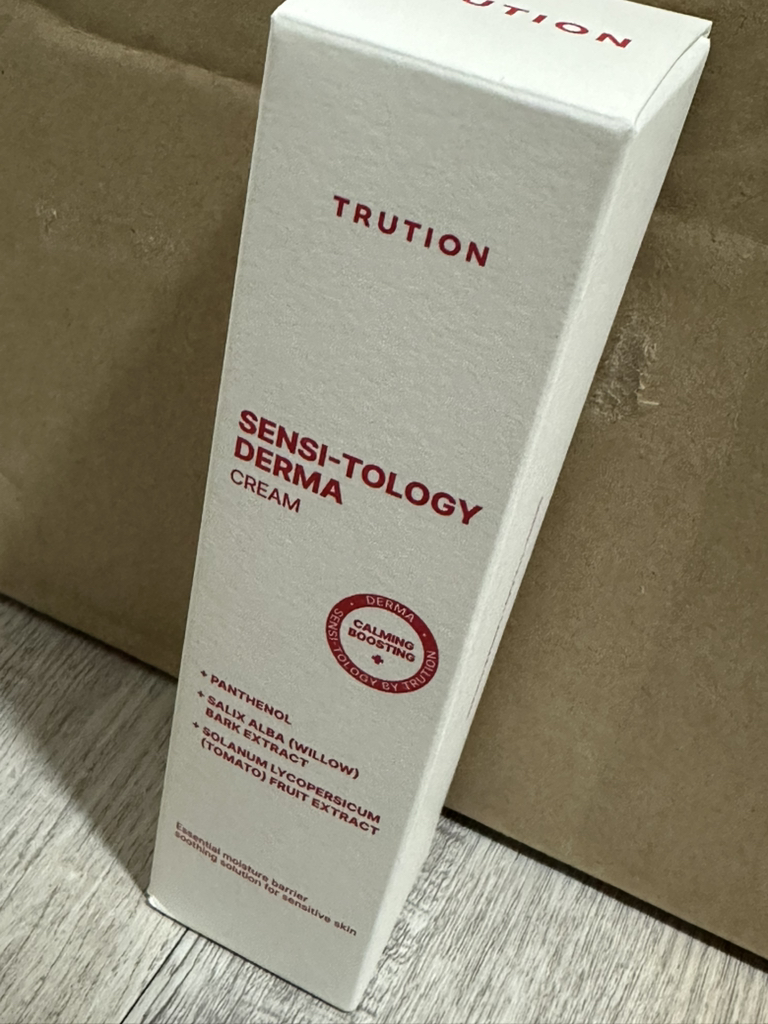 UTION
TRUTION
SENSI-TOLOGY
DERMA
CREAM
DERMA
CALMING
BOOSTING
SENSI-TOLOGY BY TRUTION
+ PANTHENOL
+ SALIX ALBA (WILLOW)
BARK EXTRACT
+ SOLANUM LYCOPERSICUM
(TOMATO) FRUIT EXTRACT
Essential moisture barrier
soothing solution for sensitive skin